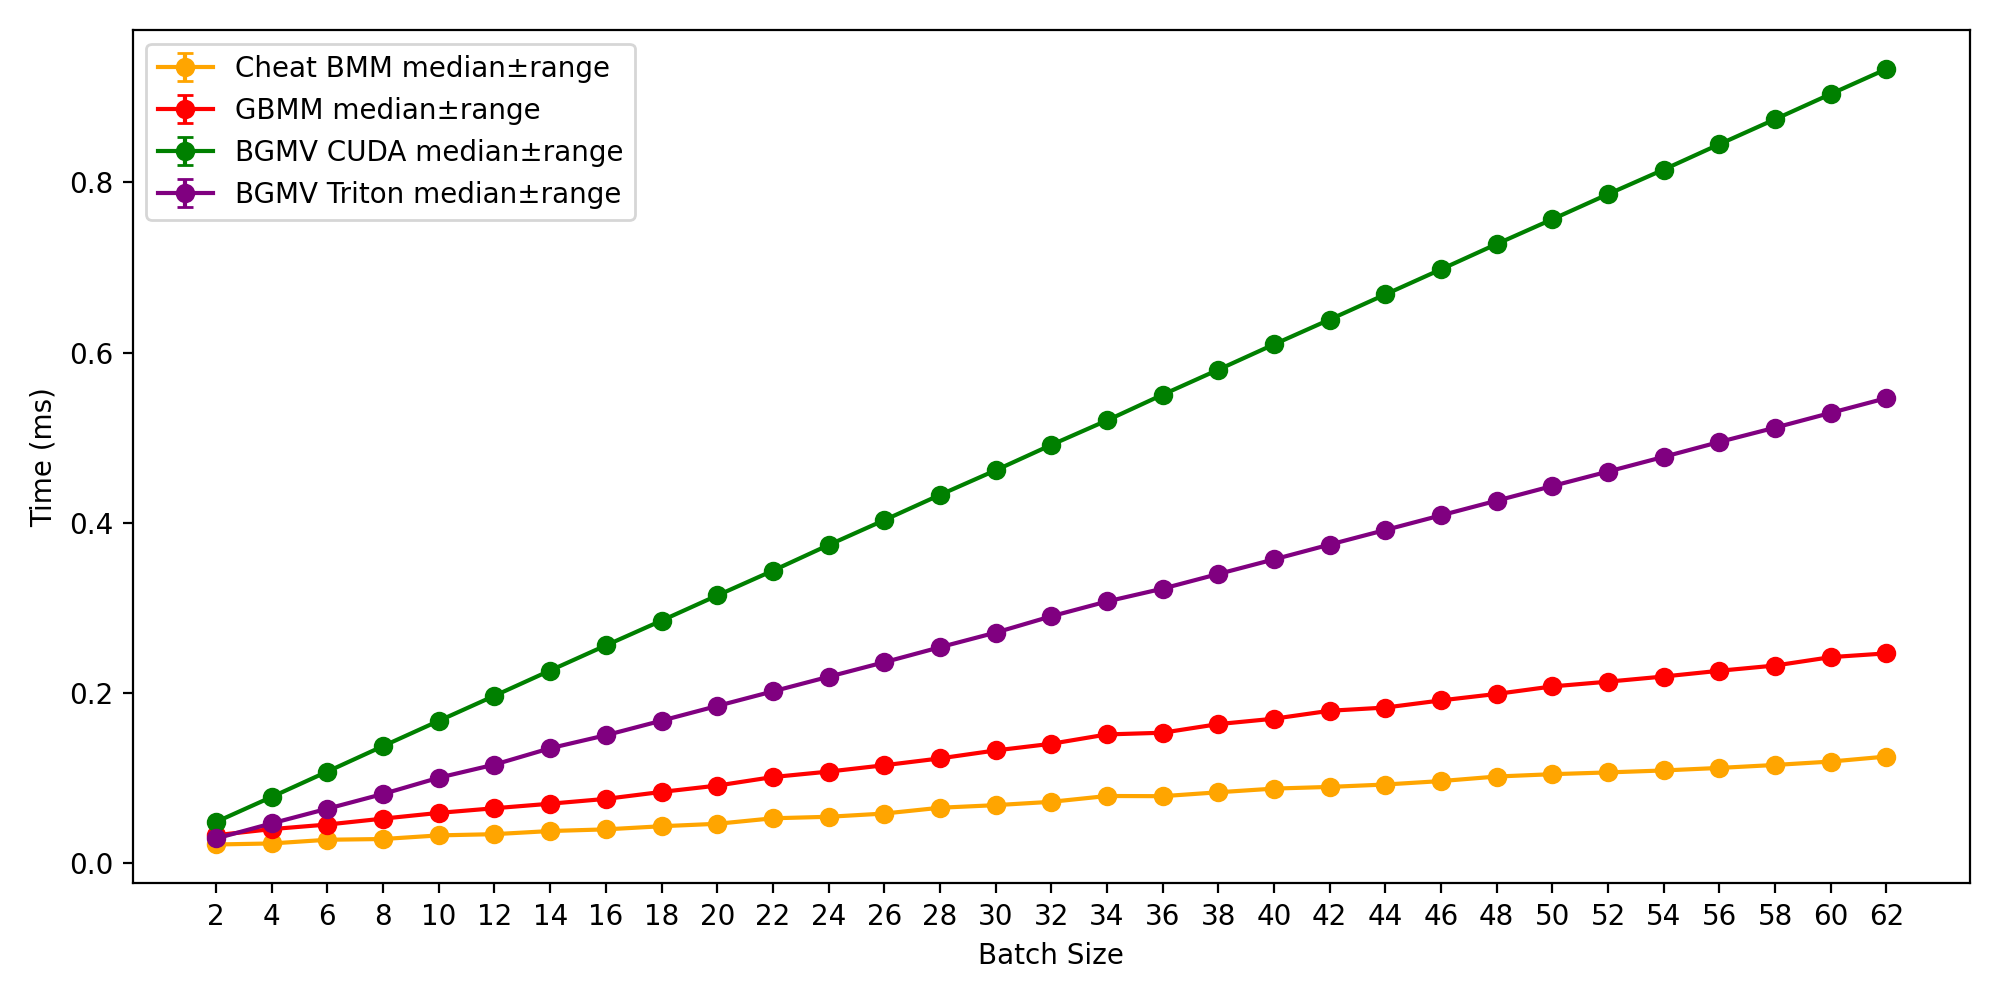 Cheat BMM median±range
GBMM median±range
BGMV CUDA median±range
BGMV Triton median±range
0.8
0.6
0.4
0.2
0.0
Time (ms)
2 4 6 8 10 12 14 16 18 20 22 24 26 28 30 32 34 36 38 40 42 44 46 48 50 52 54 56 58 60 62
Batch Size